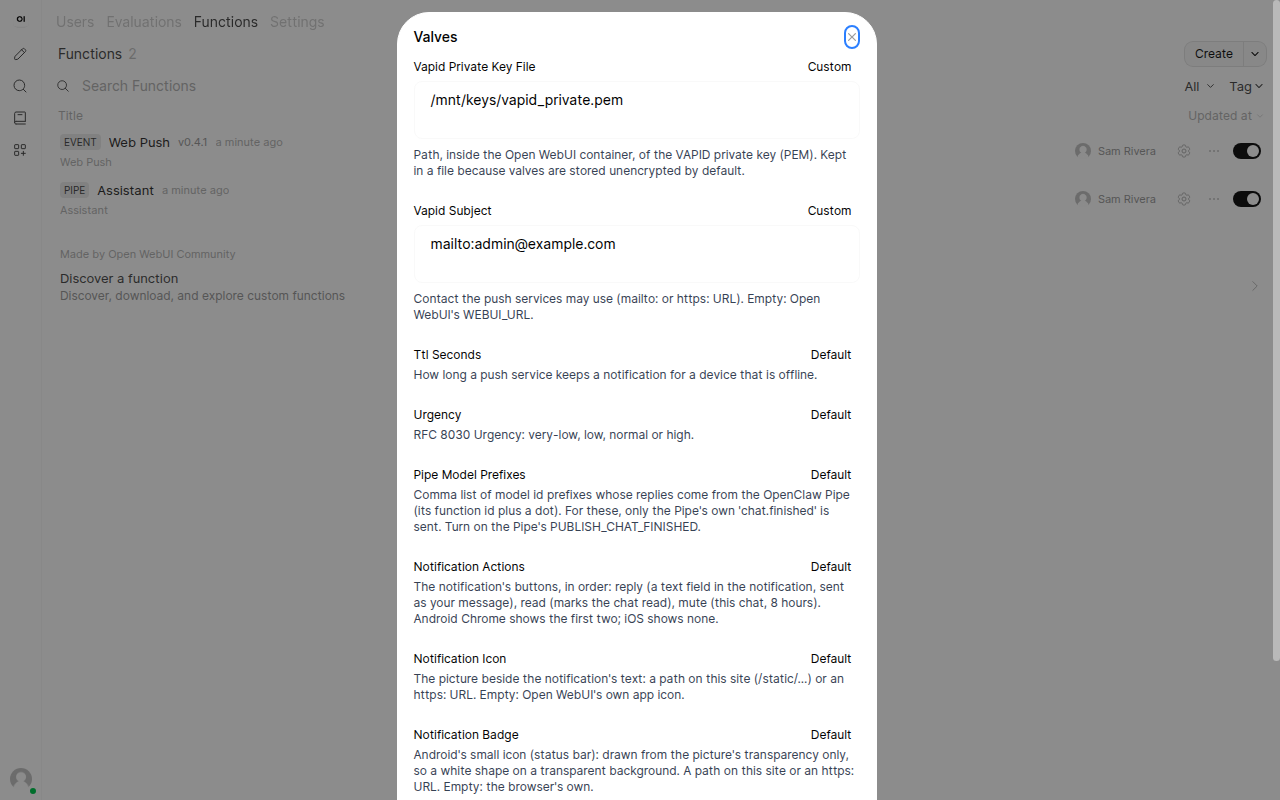 OI
Users Evaluations Functions Settings
Functions 2
Create
Search Functions
All Tag
Title
Updated at
EVENT Web Push v0.4.1 a minute ago
Web Push
Sam Rivera
PIPE Assistant a minute ago
Assistant
Sam Rivera
Made by Open WebUI Community
Discover a function
Discover, download, and explore custom functions
Valves
Vapid Private Key File Custom
/mnt/keys/vapid_private.pem
Path, inside the Open WebUI container, of the VAPID private key (PEM). Kept
in a file because valves are stored unencrypted by default.
Vapid Subject Custom
mailto:admin@example.com
Contact the push services may use (mailto: or https: URL). Empty: Open
WebUI's WEBUI_URL.
Ttl Seconds Default
How long a push service keeps a notification for a device that is offline.
Urgency Default
RFC 8030 Urgency: very-low, low, normal or high.
Pipe Model Prefixes Default
Comma list of model id prefixes whose replies come from the OpenClaw Pipe
(its function id plus a dot). For these, only the Pipe's own 'chat.finished' is
sent. Turn on the Pipe's PUBLISH_CHAT_FINISHED.
Notification Actions Default
The notification's buttons, in order: reply (a text field in the notification, sent
as your message), read (marks the chat read), mute (this chat, 8 hours).
Android Chrome shows the first two; iOS shows none.
Notification Icon Default
The picture beside the notification's text: a path on this site (/static/...) or an
https: URL. Empty: Open WebUI's own app icon.
Notification Badge Default
Android's small icon (status bar): drawn from the picture's transparency only,
so a white shape on a transparent background. A path on this site or an https:
URL. Empty: the browser's own.